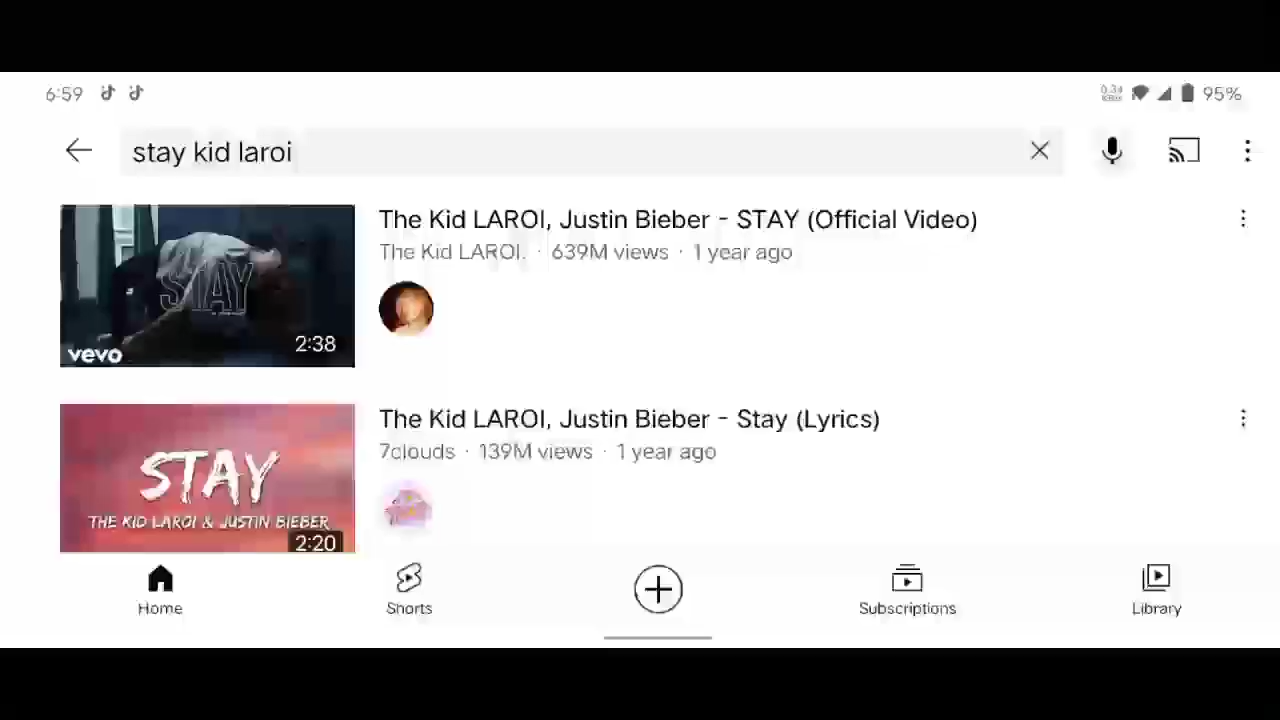 6:59
95%
stay kid laroi
The Kid LAROI, Justin Bieber - STAY (Official Video)
The Kid LAROI. · 639M views · 1 year ago
STAY
vevo
2:38
The Kid LAROI, Justin Bieber - Stay (Lyrics)
7clouds · 139M views · 1 year ago
STAY
THE KID LAROI & JUSTIN BIEBER
2:20
Home
Shorts
Subscriptions
Library